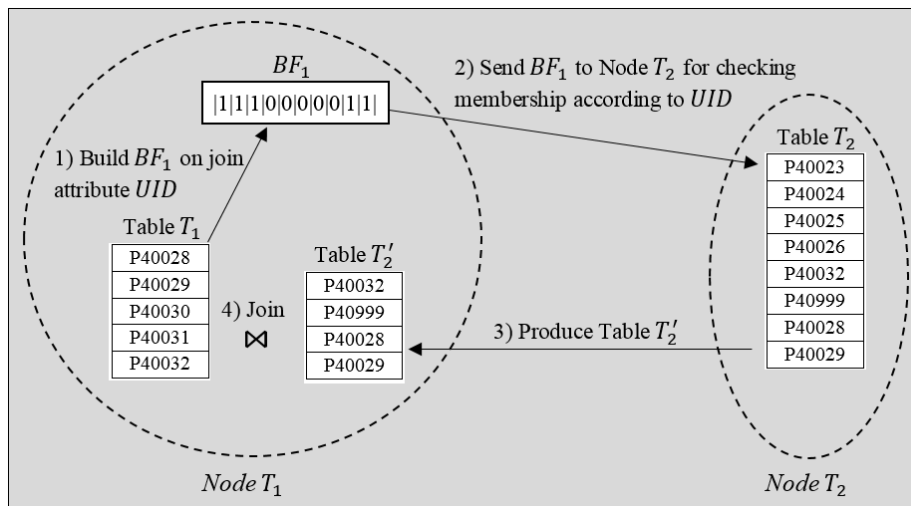 BF₁
|1|1|1|0|0|0|0|0|1|1|
2) Send BF₁ to Node T₂ for checking
membership according to UID
1) Build BF₁ on join
attribute UID
Table T₁
P40028
P40029
P40030
P40031
P40032
4) Join
⋈
Table T₂′
P40032
P40999
P40028
P40029
3) Produce Table T₂′
Table T₂
P40023
P40024
P40025
P40026
P40032
P40999
P40028
P40029
Node T₁
Node T₂